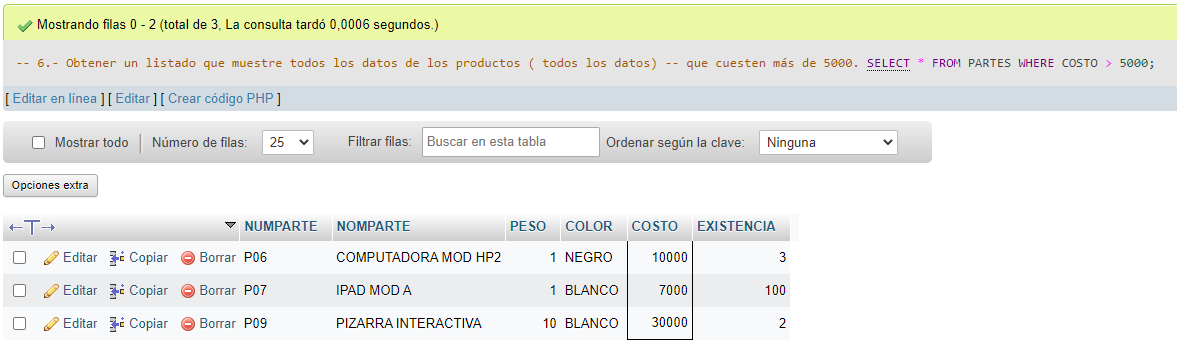 Mostrando filas 0 - 2 (total de 3, La consulta tardó 0,0006 segundos.)
-- 6.- Obtener un listado que muestre todos los datos de los productos ( todos los datos) -- que cuesten más de 5000. SELECT * FROM PARTES WHERE COSTO > 5000;
[ Editar en línea ] [ Editar ] [ Crear código PHP ]
Mostrar todo Número de filas: 25 Filtrar filas: Buscar en esta tabla Ordenar según la clave: Ninguna
Opciones extra
←T→ NUMPARTE NOMPARTE PESO COLOR COSTO EXISTENCIA
Editar Copiar Borrar P06 COMPUTADORA MOD HP2 1 NEGRO 10000 3
Editar Copiar Borrar P07 IPAD MOD A 1 BLANCO 7000 100
Editar Copiar Borrar P09 PIZARRA INTERACTIVA 10 BLANCO 30000 2